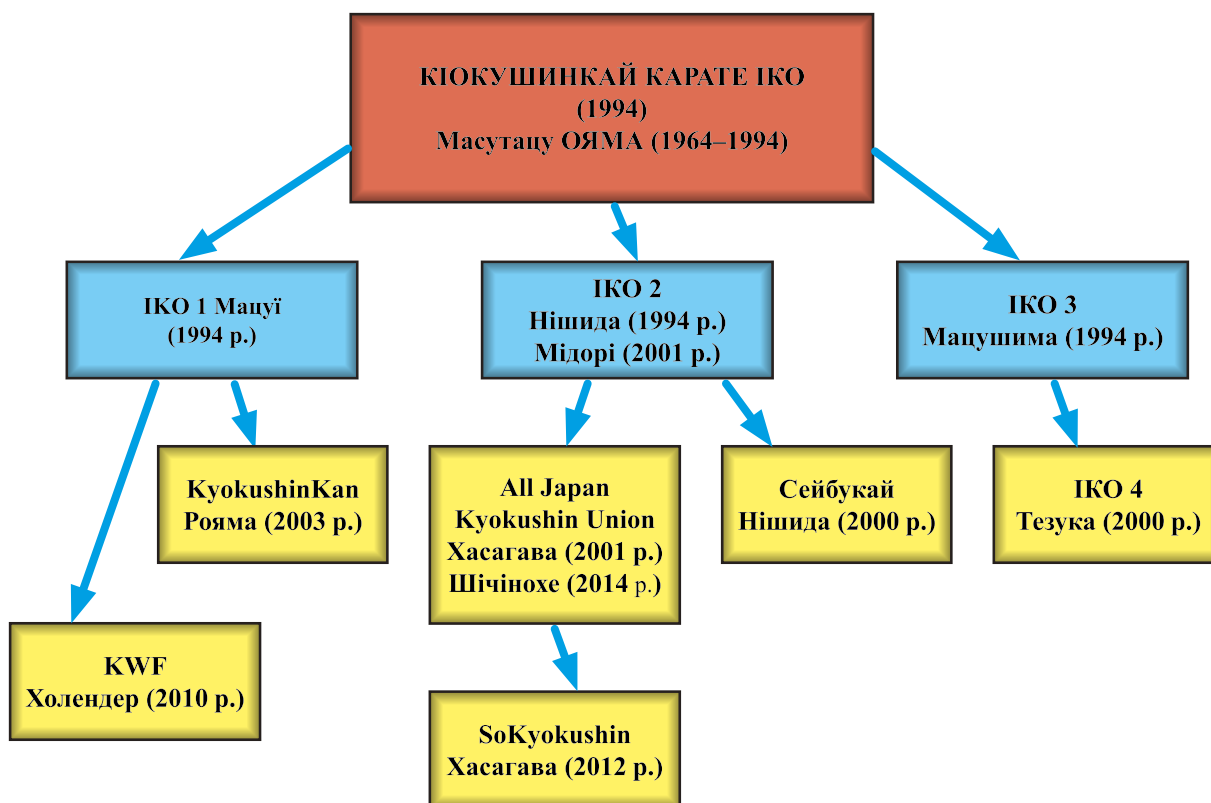 КІОКУШИНКАЙ КАРАТЕ ІКО
(1994)
Масутацу ОЯМА (1964–1994)
ІКО 1 Мацуї
(1994 р.)
ІКО 2
Нішида (1994 р.)
Мідорі (2001 р.)
ІКО 3
Мацушима (1994 р.)
KyokushinKan
Рояма (2003 р.)
All Japan
Kyokushin Union
Хасагава (2001 р.)
Шічінохе (2014 р.)
Сейбукай
Нішида (2000 р.)
ІКО 4
Тезука (2000 р.)
KWF
Холендер (2010 р.)
SoKyokushin
Хасагава (2012 р.)